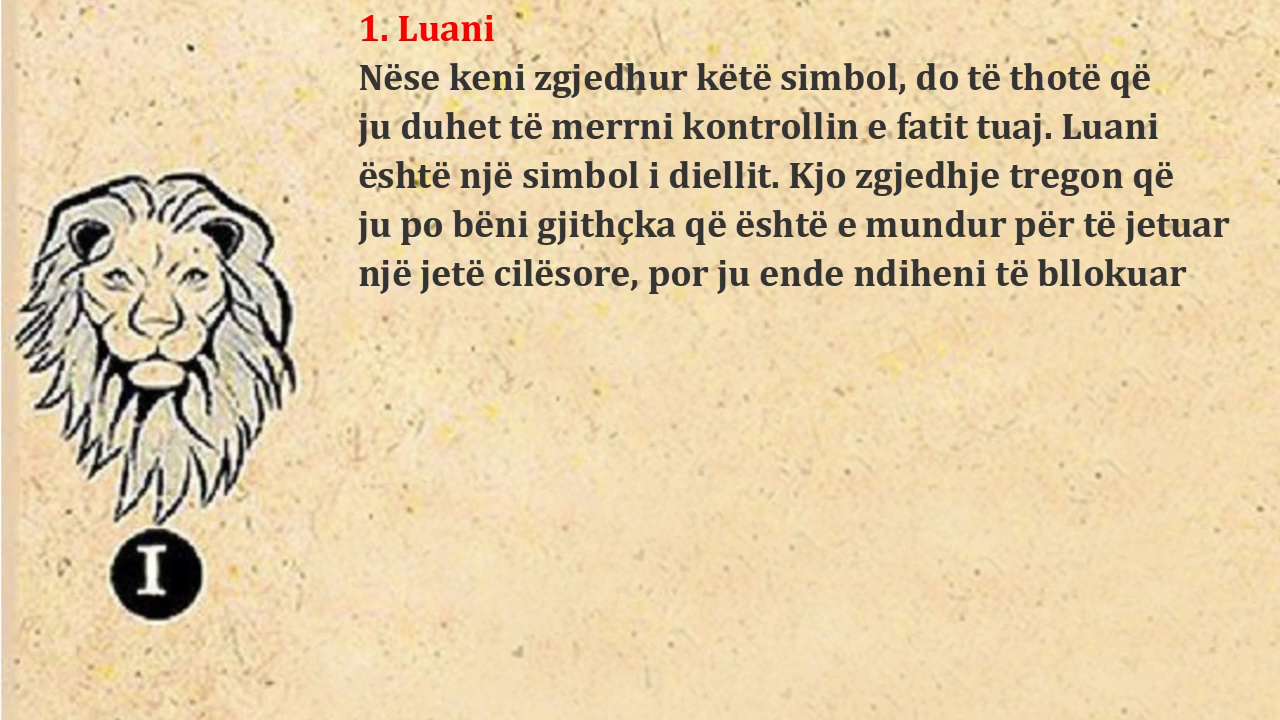 1. Luani
Nëse keni zgjedhur këtë simbol, do të thotë që
ju duhet të merrni kontrollin e fatit tuaj. Luani
është një simbol i diellit. Kjo zgjedhje tregon që
ju po bëni gjithçka që është e mundur për të jetuar
një jetë cilësore, por ju ende ndiheni të bllokuar
I